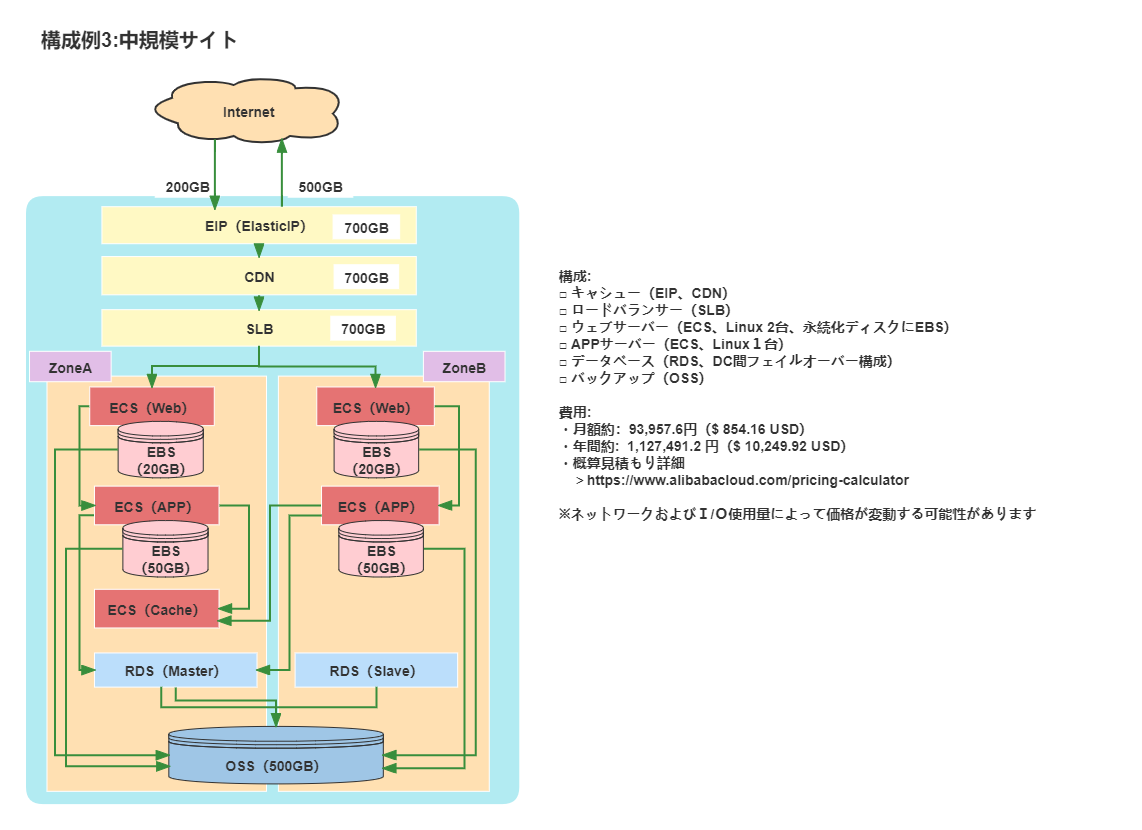 構成例3:中規模サイト
Internet
200GB
500GB
EIP（ElasticIP）
700GB
CDN
700GB
SLB
700GB
ZoneA
ZoneB
ECS（Web）
EBS
（20GB）
ECS（APP）
EBS
（50GB）
ECS（Cache）
RDS（Master）
ECS（Web）
EBS
（20GB）
ECS（APP）
EBS
（50GB）
RDS（Slave）
OSS（500GB）
構成:
□ キャシュー（EIP、CDN）
□ ロードバランサー（SLB）
□ ウェブサーバー（ECS、Linux 2台、永続化ディスクにEBS）
□ APPサーバー（ECS、Linux１台）
□ データベース（RDS、DC間フェイルオーバー構成）
□ バックアップ（OSS）
費用:
・月額約: 93,957.6円（$ 854.16 USD）
・年間約: 1,127,491.2 円（$ 10,249.92 USD）
・概算見積もり詳細
＞https://www.alibabacloud.com/pricing-calculator
※ネットワークおよびＩ/Ｏ使用量によって価格が変動する可能性があります